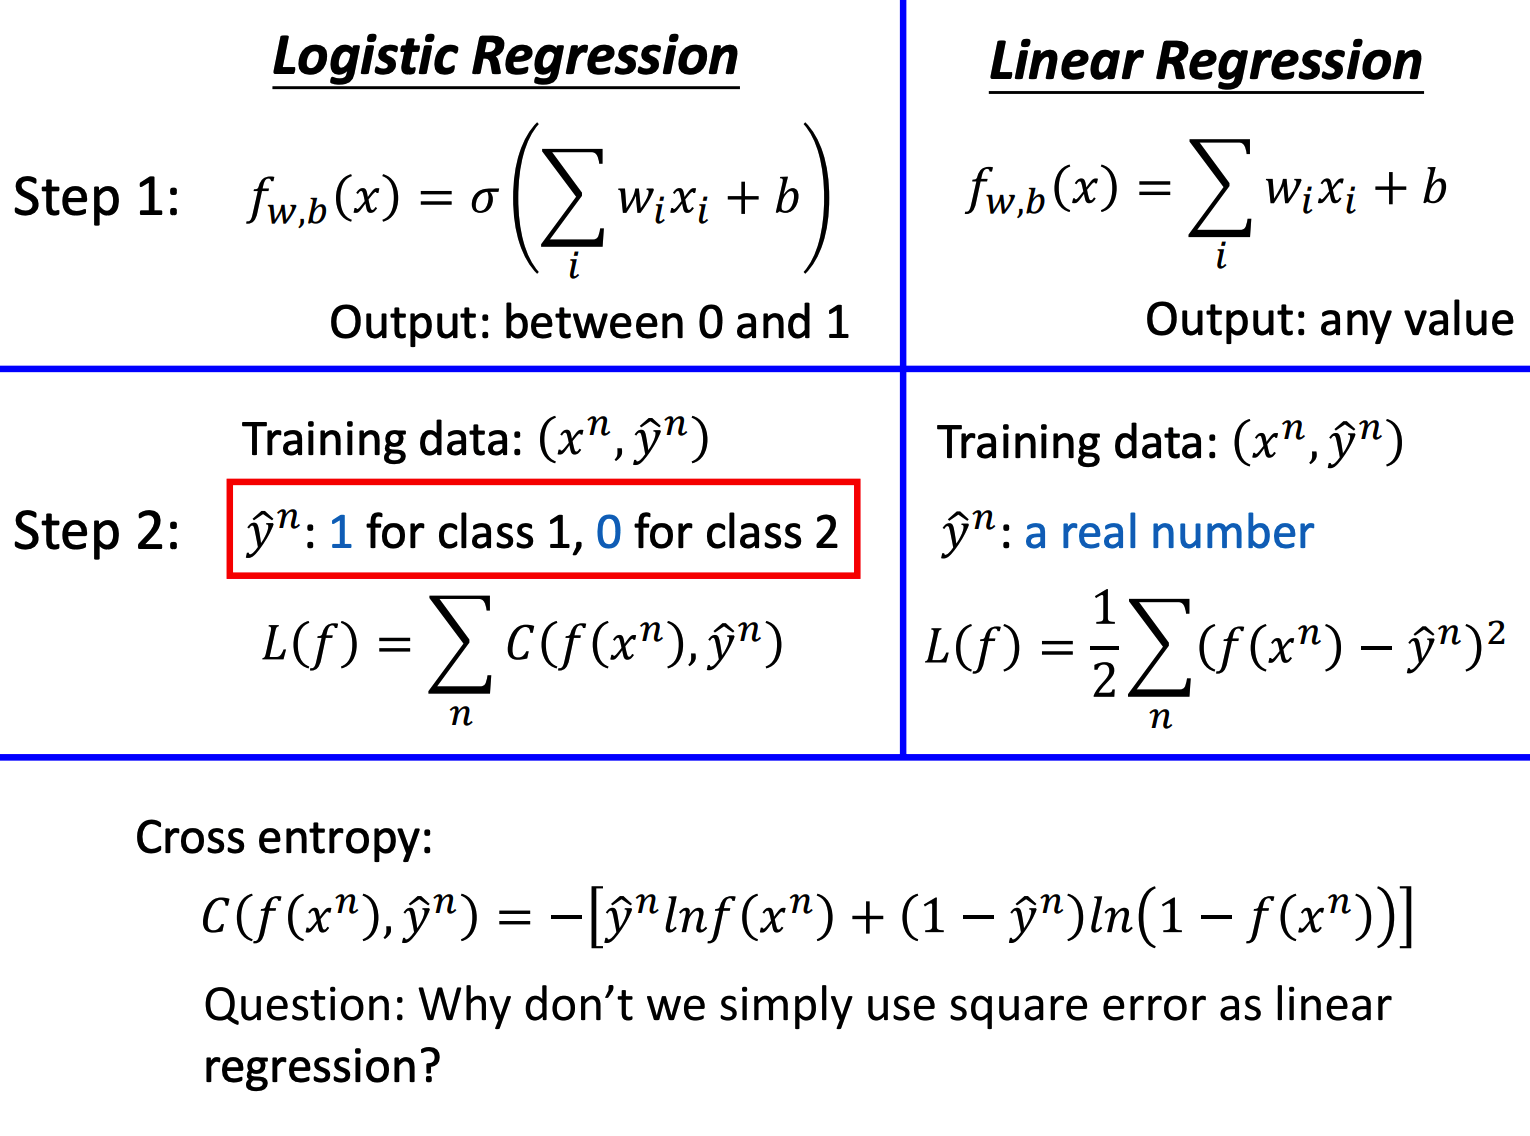 Logistic Regression
Linear Regression
Step 1:
f_{w,b}(x) = σ(∑_i w_i x_i + b)
Output: between 0 and 1
f_{w,b}(x) = ∑_i w_i x_i + b
Output: any value
Step 2:
Training data: (x^n, ŷ^n)
ŷ^n: 1 for class 1, 0 for class 2
L(f) = ∑_n C(f(x^n), ŷ^n)
Training data: (x^n, ŷ^n)
ŷ^n: a real number
L(f) = 1/2 ∑_n (f(x^n) − ŷ^n)^2
Cross entropy:
C(f(x^n), ŷ^n) = −[ŷ^n ln f(x^n) + (1 − ŷ^n)ln(1 − f(x^n))]
Question: Why don’t we simply use square error as linear
regression?